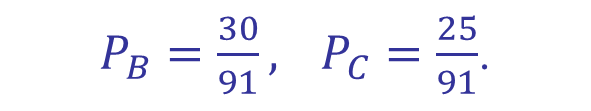 P_B = 30/91, P_C = 25/91.